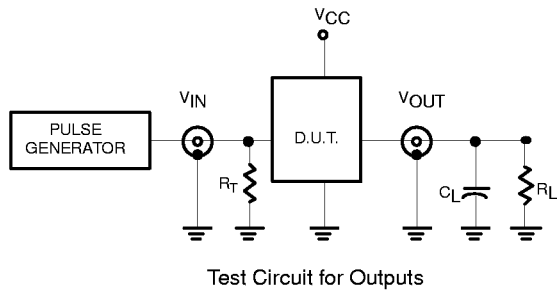 VCC
VIN
VOUT
PULSE
GENERATOR
D.U.T.
RT
CL
RL
Test Circuit for Outputs